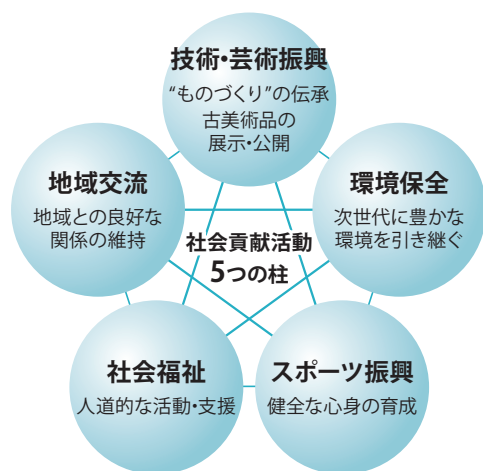 技術・芸術振興
“ものづくり”の伝承
古美術品の
展示・公開
地域交流
地域との良好な
関係の維持
環境保全
次世代に豊かな
環境を引き継ぐ
社会貢献活動
5つの柱
社会福祉
人道的な活動・支援
スポーツ振興
健全な心身の育成